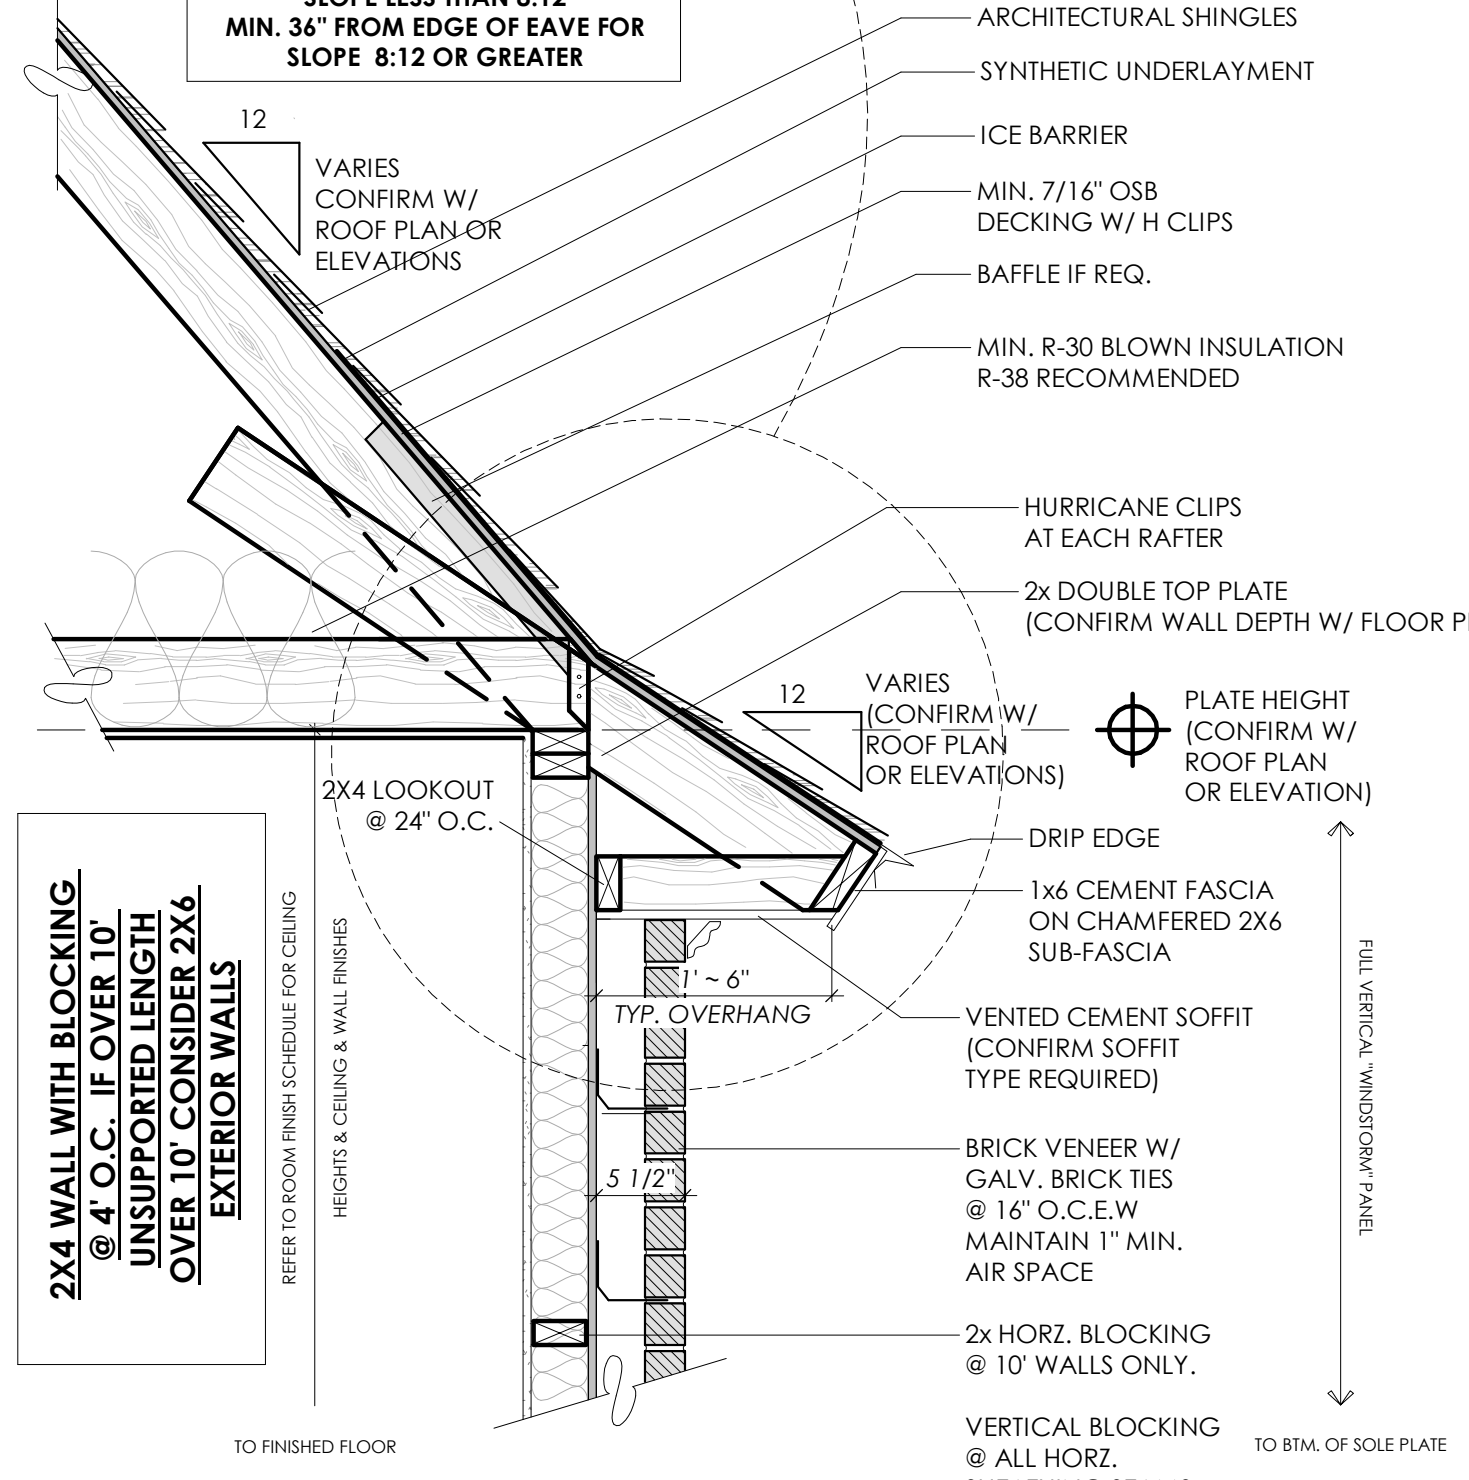 SLOPE LESS THAN 8:12
MIN. 36" FROM EDGE OF EAVE FOR
SLOPE 8:12 OR GREATER
12
VARIES
CONFIRM W/
ROOF PLAN OR
ELEVATIONS
ARCHITECTURAL SHINGLES
SYNTHETIC UNDERLAYMENT
ICE BARRIER
MIN. 7/16" OSB
DECKING W/ H CLIPS
BAFFLE IF REQ.
MIN. R-30 BLOWN INSULATION
R-38 RECOMMENDED
HURRICANE CLIPS
AT EACH RAFTER
2x DOUBLE TOP PLATE
(CONFIRM WALL DEPTH W/ FLOOR
12
VARIES
(CONFIRM W/
ROOF PLAN
OR ELEVATIONS)
PLATE HEIGHT
(CONFIRM W/
ROOF PLAN
OR ELEVATION)
2X4 LOOKOUT
@ 24" O.C.
DRIP EDGE
1x6 CEMENT FASCIA
ON CHAMFERED 2X6
SUB-FASCIA
1' ~ 6"
TYP. OVERHANG
VENTED CEMENT SOFFIT
(CONFIRM SOFFIT
TYPE REQUIRED)
5 1/2"
BRICK VENEER W/
GALV. BRICK TIES
@ 16" O.C.E.W
MAINTAIN 1" MIN.
AIR SPACE
2x HORZ. BLOCKING
@ 10' WALLS ONLY.
VERTICAL BLOCKING
@ ALL HORZ.
2X4 WALL WITH BLOCKING
@ 4' O.C. IF OVER 10'
UNSUPPORTED LENGTH
OVER 10' CONSIDER 2X6
EXTERIOR WALLS
REFER TO ROOM FINISH SCHEDULE FOR CEILING
HEIGHTS & CEILING & WALL FINISHES
TO FINISHED FLOOR
FULL VERTICAL "WINDSTORM" PANEL
TO BTM. OF SOLE PLATE